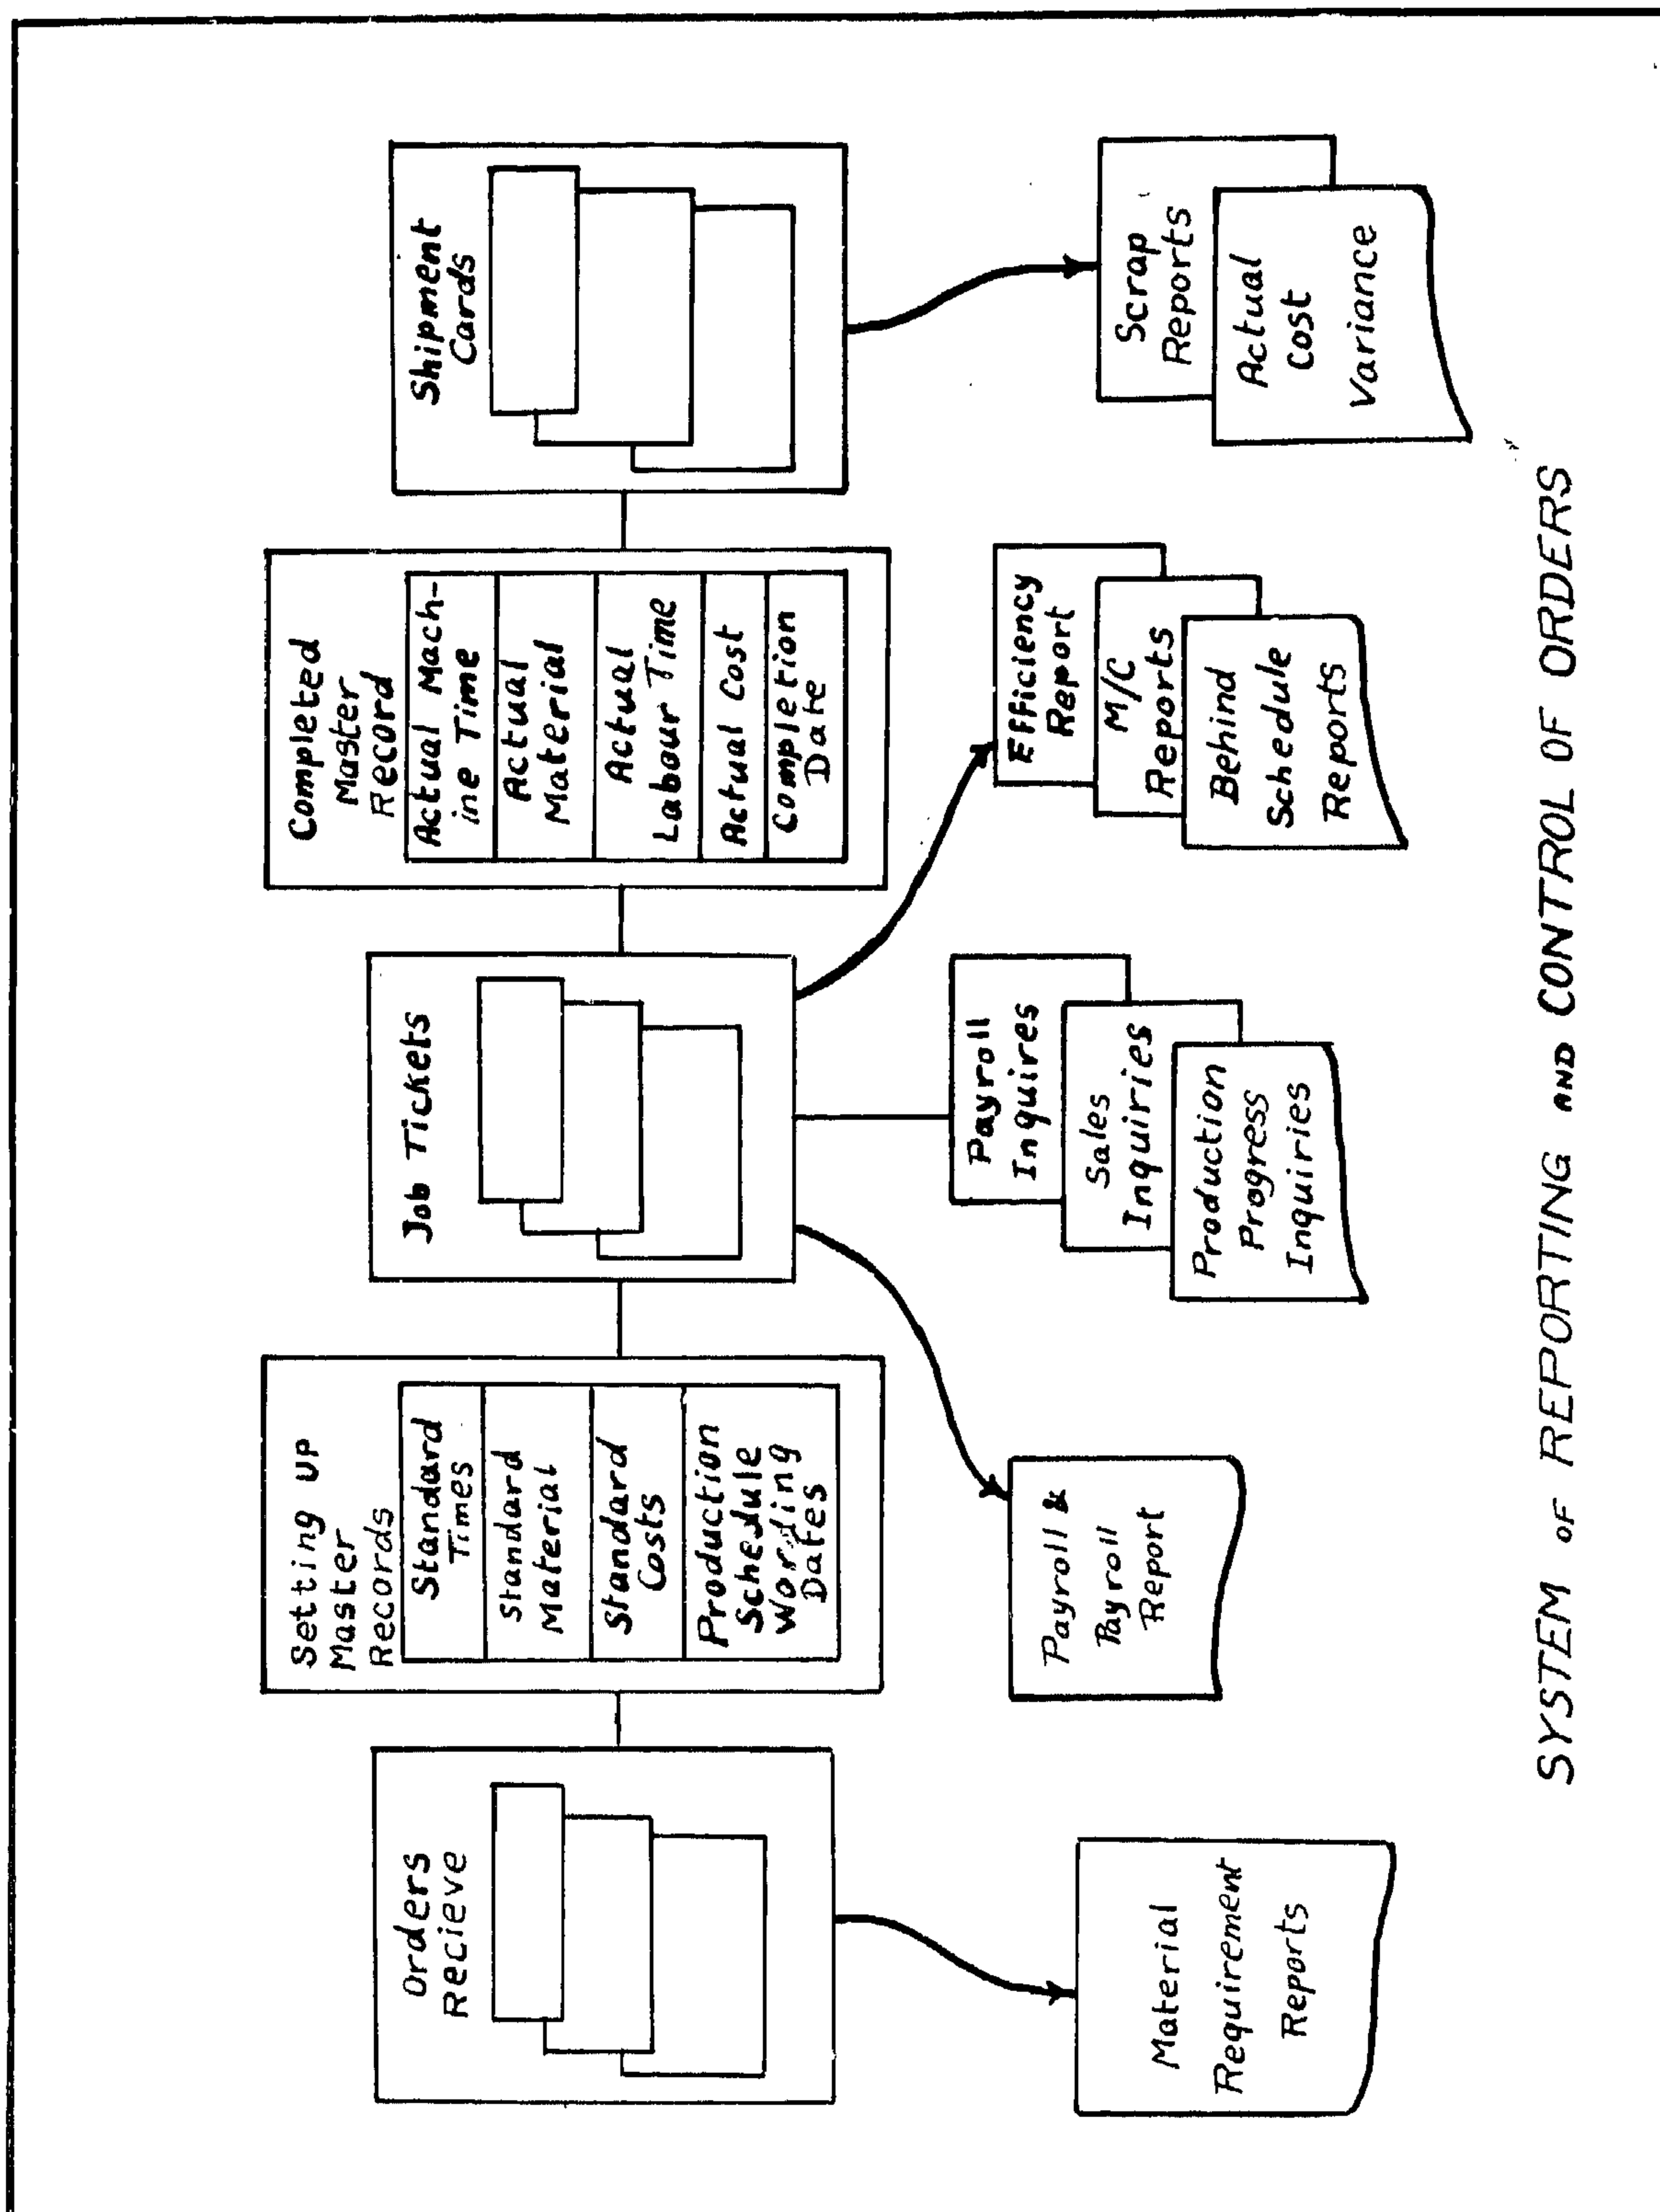 Orders
Recieve
Setting UP
Master
Records
Standard
Times
Standard
Material
Standard
Costs
Production
Schedule
Working
Dates
Job Tickets
Completed
Master
Record
Actual Mach-
ine Time
Actual
Material
Actual
Labour Time
Actual Cost
Completion
Date
Shipment
Cards
Material
Requirement
Reports
Payroll &
Payroll
Report
Payroll
Inquires
Sales
Inquiries
Production
Progress
Inquiries
Efficiency
Report
M/C
Reports
Behind
Schedule
Reports
Scrap
Reports
Actual
Cost
Variance
SYSTEM OF REPORTING AND CONTROL OF ORDERS